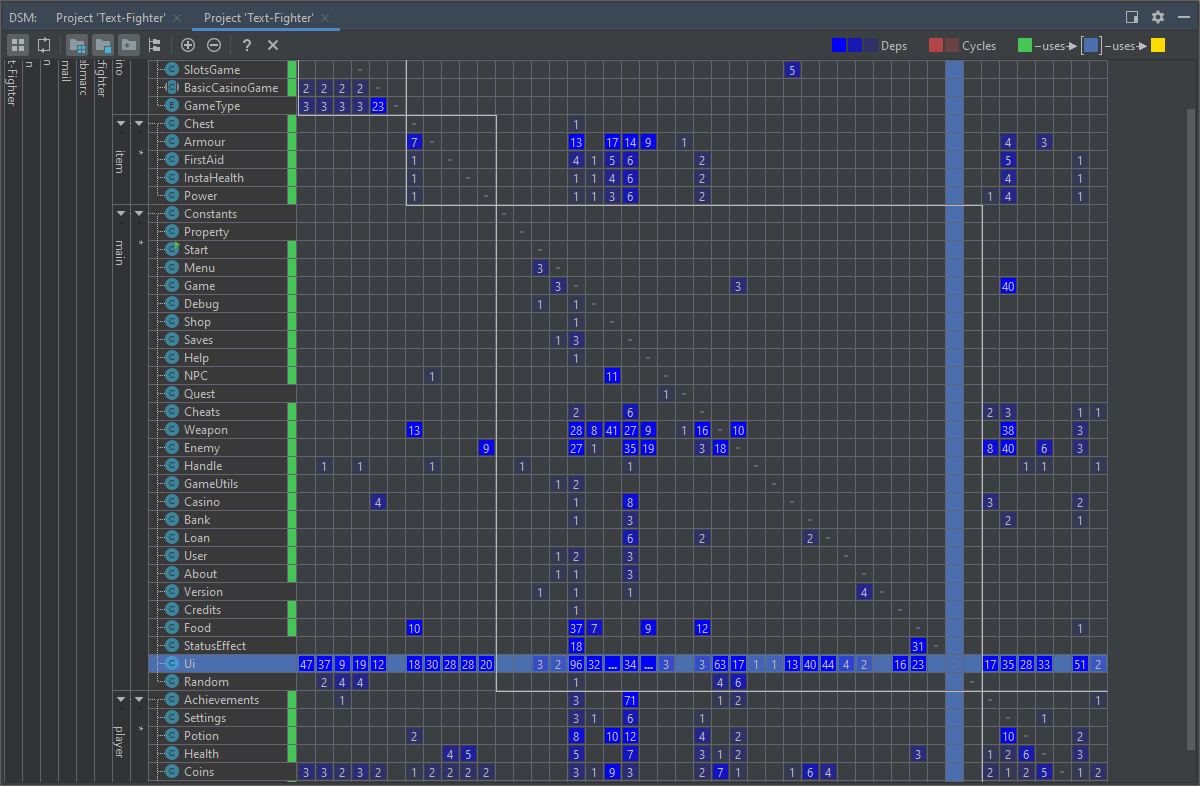 DSM: Project 'Text-Fighter' Project 'Text-Fighter'
? Deps Cycles –uses→ –uses→
t-Fighter n n mail ebmarc :fighter ino
SlotsGame - 5
BasicCasinoGame 2 2 2 2 -
GameType 3 3 3 3 23 -
Chest - 1
Armour 7 - 13 17 14 9 1 4 3
item * FirstAid 1 - 4 1 5 6 2 5 1
InstaHealth 1 - 1 1 4 6 2 4 1
Power 1 - 1 1 3 6 2 1 4 1
Constants -
Property -
main * Start -
Menu 3 -
Game 3 - 3 40
Debug 1 1 -
Shop 1 -
Saves 1 3 -
Help 1 -
NPC 1 11 -
Quest 1 -
Cheats 2 6 - 2 3 1 1
Weapon 13 28 8 41 27 9 1 16 - 10 38 3
Enemy 9 27 1 35 19 3 18 - 8 40 6 3
Handle 1 1 1 1 1 - 1 1 1
GameUtils 1 2 -
Casino 4 1 8 - 3 2
Bank 1 3 - 2 1
Loan 6 2 2 -
User 1 2 3 -
About 1 1 3 -
Version 1 1 1 4 -
Credits 1 -
Food 10 37 7 9 12 - 1
StatusEffect 18 31 -
Ui 47 37 9 19 12 18 30 28 28 20 3 2 96 32 ... 34 ... 3 3 63 17 1 1 13 40 44 4 2 16 23 - 17 35 28 33 51 2
Random 2 4 4 1 4 6 -
Achievements 1 3 71 1 2 - 1
Settings 3 1 6 1 - 1
player * Potion 2 8 10 12 4 2 10 - 2
Health 4 5 5 7 3 1 2 3 1 2 6 - 3
Coins 3 3 2 3 2 1 2 2 2 2 3 1 9 3 2 7 1 1 6 4 2 1 2 5 - 1 2